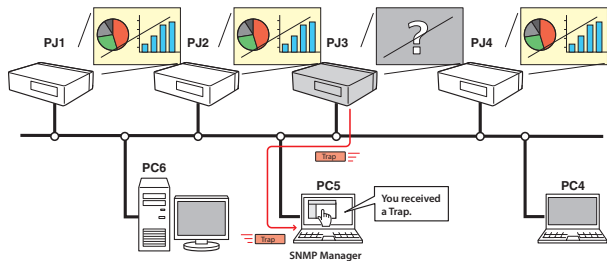 PJ1
PJ2
PJ3
PJ4
?
Trap
PC6
PC5
PC4
You received
a Trap.
Trap
SNMP Manager